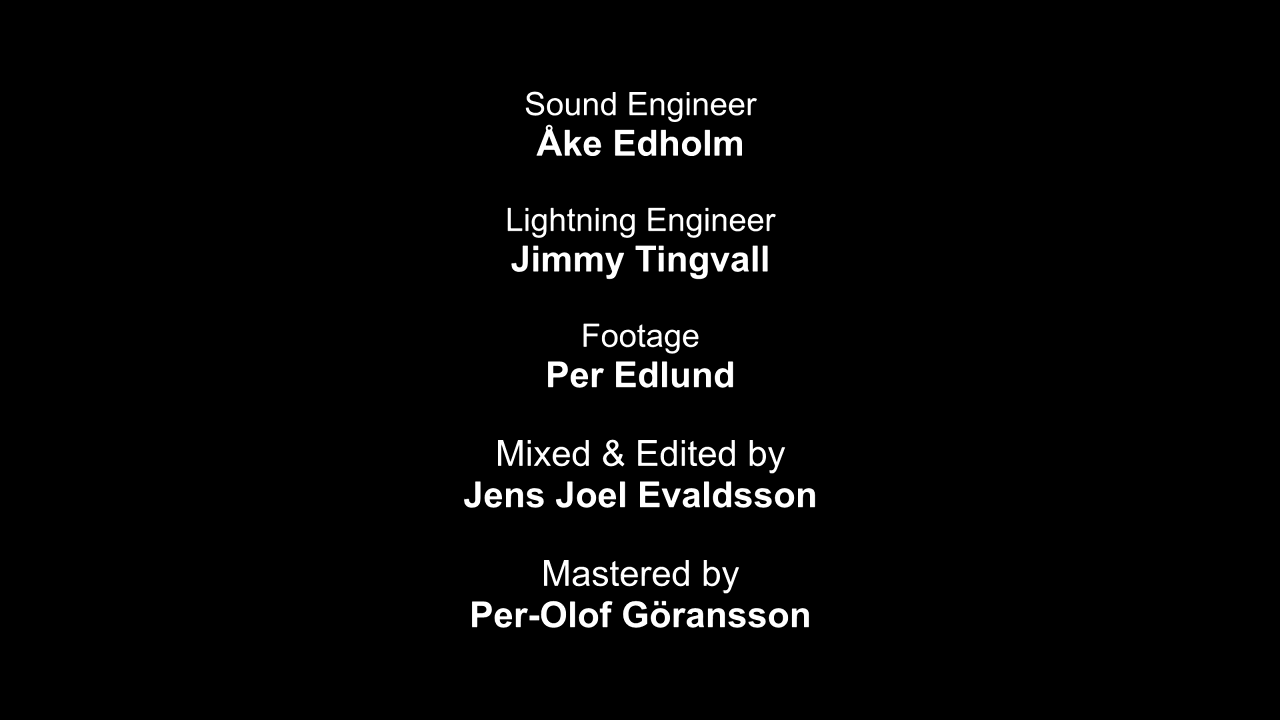 Sound Engineer
Åke Edholm
Lightning Engineer
Jimmy Tingvall
Footage
Per Edlund
Mixed & Edited by
Jens Joel Evaldsson
Mastered by
Per-Olof Göransson